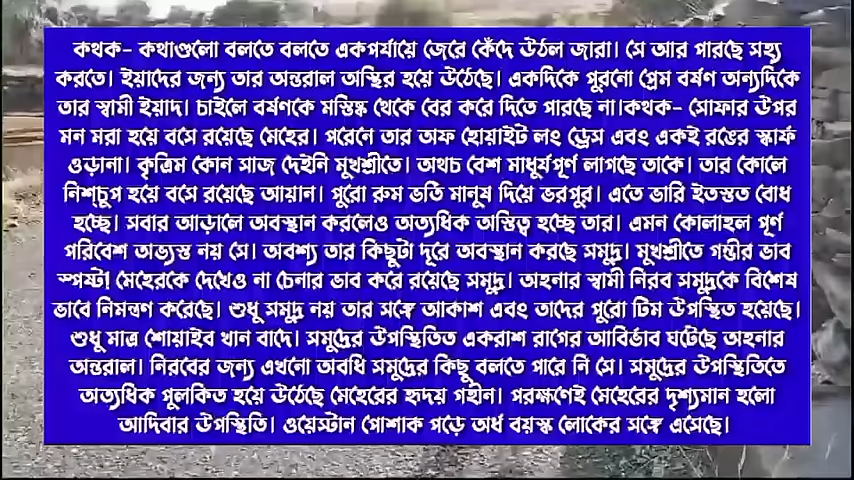 কথক- কথাগুলো বলতে বলতে একপর্যায়ে জেরে কেঁদে উঠল জারা। সে আর পারছে সহ্য
করতে। ইয়াদের জন্য তার অন্তরাল অস্থির হয়ে উঠেছে। একদিকে পুরনো প্রেম বর্ষণ অন্যদিকে
তার স্বামী ইয়াদ। চাইলে বর্ষণকে মস্তিষ্ক থেকে বের করে দিতে পারছে না।কথক- সোফার উপর
মন মরা হয়ে বসে রয়েছে মেহের। পরেনে তার অফ হোয়াইট লং ড্রেস এবং একই রঙের স্কার্ফ
ওড়ানা। কৃত্রিম কোন সাজ দেইনি মুখশ্রীতে। অথচ বেশ মাধুর্যপূর্ণ লাগছে তাকে। তার কোলে
নিশ্চুপ হয়ে বসে রয়েছে আয়ান। পুরো রুম ভর্তি মানুষ দিয়ে ভরপুর। এতে ভারি ইতস্তত বোধ
হচ্ছে। সবার আড়ালে অবস্থান করলেও অত্যধিক অস্তিত্ব হচ্ছে তার। এমন কোলাহল পূর্ণ
পরিবেশ অভ্যস্ত নয় সে। অবশ্য তার কিছুটা দূরে অবস্থান করছে সমুদ্র। মুখশ্রীতে গম্ভীর ভাব
স্পষ্ট! মেহেরকে দেখেও না চেনার ভাব করে রয়েছে সমুদ্র। অহনার স্বামী নিরব সমুদ্রকে বিশেষ
ভাবে নিমন্ত্রণ করেছে। শুধু সমুদ্র নয় তার সঙ্গে আকাশ এবং তাদের পুরো টিম উপস্থিত হয়েছে।
শুধু মাত্র শোয়াইব খান বাদে। সমুদ্রের উপস্থিতিত একরাশ রাগের আবির্ভাব ঘটেছে অহনার
অন্তরাল। নিরবের জন্য এখনো অবধি সমুদ্রের কিছু বলতে পারে নি সে। সমুদ্রের উপস্থিতিতে
অত্যধিক পুলকিত হয়ে উঠেছে মেহেরের হৃদয় গহীন। পরক্ষণেই মেহেরের দৃশ্যমান হলো
আদিবার উপস্থিতি। ওয়েস্টান পোশাক পড়ে অর্ধ বয়স্ক লোকের সঙ্গে এসেছে।